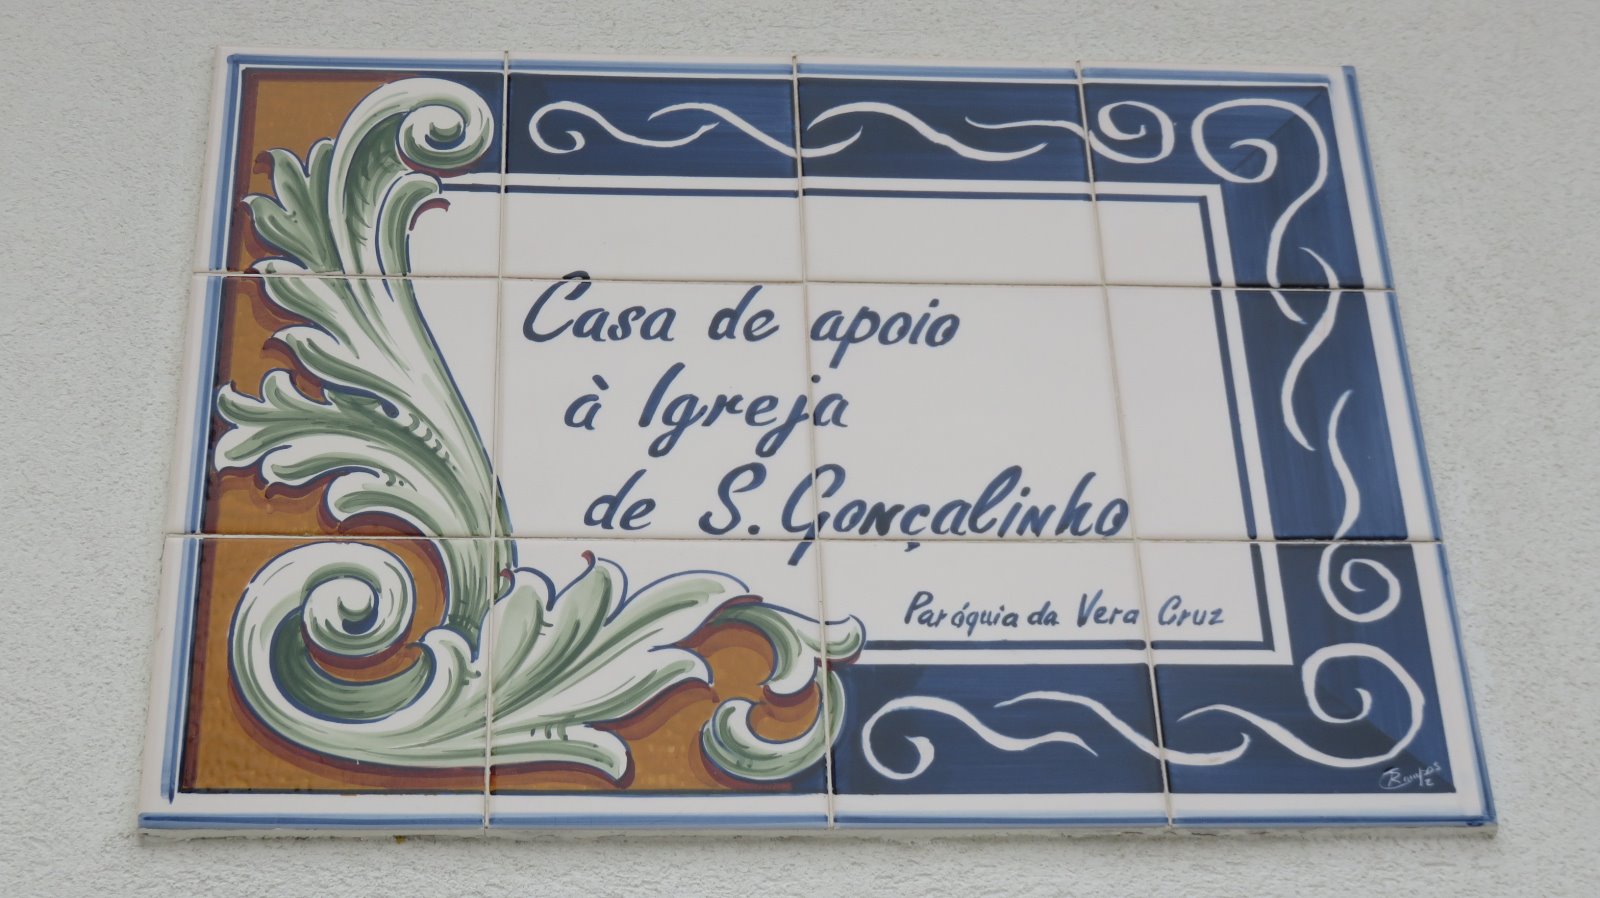 Casa de apoio
à Igreja
de S. Gonçalinho
Paróquia da Vera Cruz